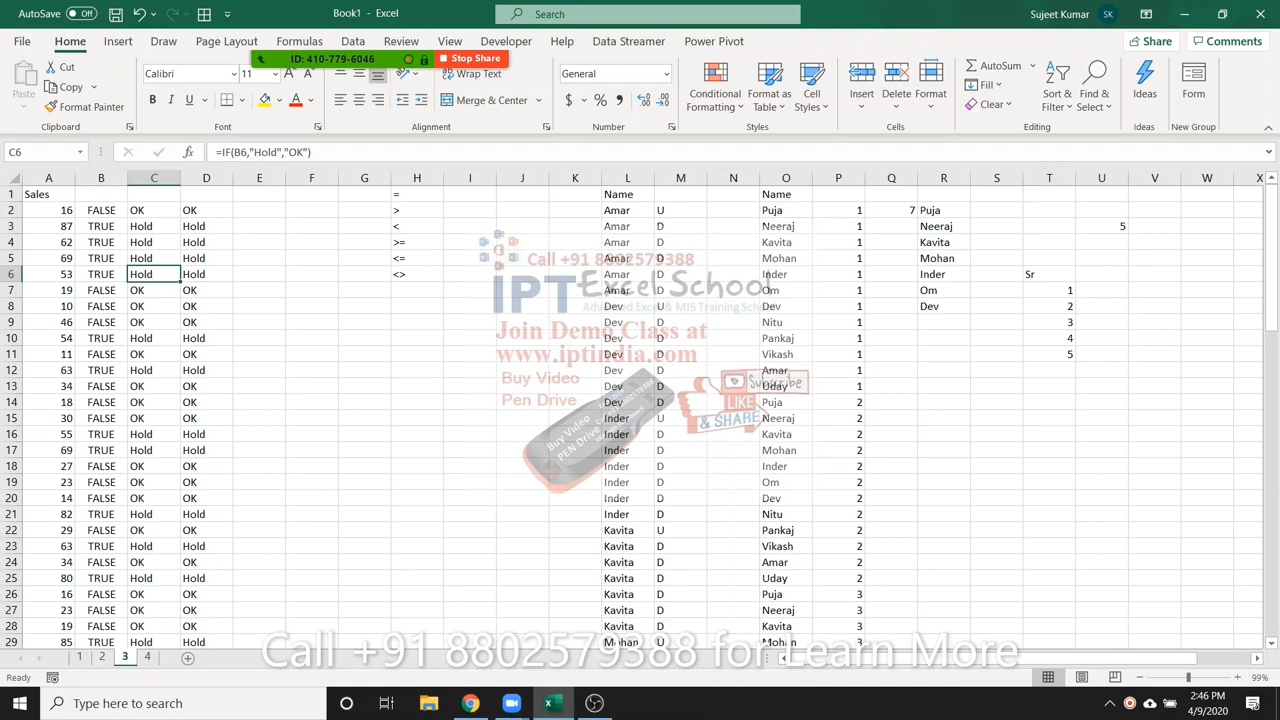 AutoSave Off Book1 - Excel Search Sujeet Kumar SK
File Home Insert Draw Page Layout Formulas Data Review View Developer Help Data Streamer Power Pivot Share Comments
ID: 410-779-6046 Stop Share
Paste Cut Copy Format Painter Clipboard
Calibri 11 B I U A Font
Wrap Text Merge & Center Alignment
General $ % , Number
Conditional Formatting Format as Table Cell Styles Styles
Insert Delete Format Cells
AutoSum Fill Clear Sort & Filter Find & Select Editing
Ideas Ideas
Form New Group
C6 fx =IF(B6,"Hold","OK")
A B C D E F G H I J K L M N O P Q R S T U V W X
1 Sales = Name Name
2 16 FALSE OK OK > Amar U Puja 1 7 Puja
3 87 TRUE Hold Hold < Amar D Neeraj 1 Neeraj 5
4 62 TRUE Hold Hold >= Amar D Kavita 1 Kavita
5 69 TRUE Hold Hold <= Amar D Mohan 1 Mohan
6 53 TRUE Hold Hold <> Amar D Inder 1 Inder Sr
7 19 FALSE OK OK Amar D Om 1 Om 1
8 10 FALSE OK OK Dev U Dev 1 Dev 2
9 46 FALSE OK OK Dev D Nitu 1 3
10 54 TRUE Hold Hold Dev D Pankaj 1 4
11 11 FALSE OK OK Dev D Vikash 1 5
12 63 TRUE Hold Hold Dev D Amar 1
13 34 FALSE OK OK Dev D Uday 1
14 18 FALSE OK OK Dev D Puja 2
15 30 FALSE OK OK Inder U Neeraj 2
16 55 TRUE Hold Hold Inder D Kavita 2
17 69 TRUE Hold Hold Inder D Mohan 2
18 27 FALSE OK OK Inder D Inder 2
19 23 FALSE OK OK Inder D Om 2
20 14 FALSE OK OK Inder D Dev 2
21 82 TRUE Hold Hold Inder D Nitu 2
22 29 FALSE OK OK Kavita U Pankaj 2
23 63 TRUE Hold Hold Kavita D Vikash 2
24 34 FALSE OK OK Kavita D Amar 2
25 80 TRUE Hold Hold Kavita D Uday 2
26 16 FALSE OK OK Kavita D Puja 3
27 23 FALSE OK OK Kavita D Neeraj 3
28 19 FALSE OK OK Kavita D Kavita 3
29 85 TRUE Hold Hold Mohan U Mohan 3
Call +91 8802579388
IPT Excel School
Advanced Excel & MIS Training School
Join Demo Class at
www.iptindia.com
Buy Video
Pen Drive
Buy Video
PEN Drive
Call +91 8802579388
Subscribe
LIKE
& SHARE
Call +91 8802579388 for Learn More
1 2 3 4
Ready 99%
Type here to search
2:46 PM
4/9/2020